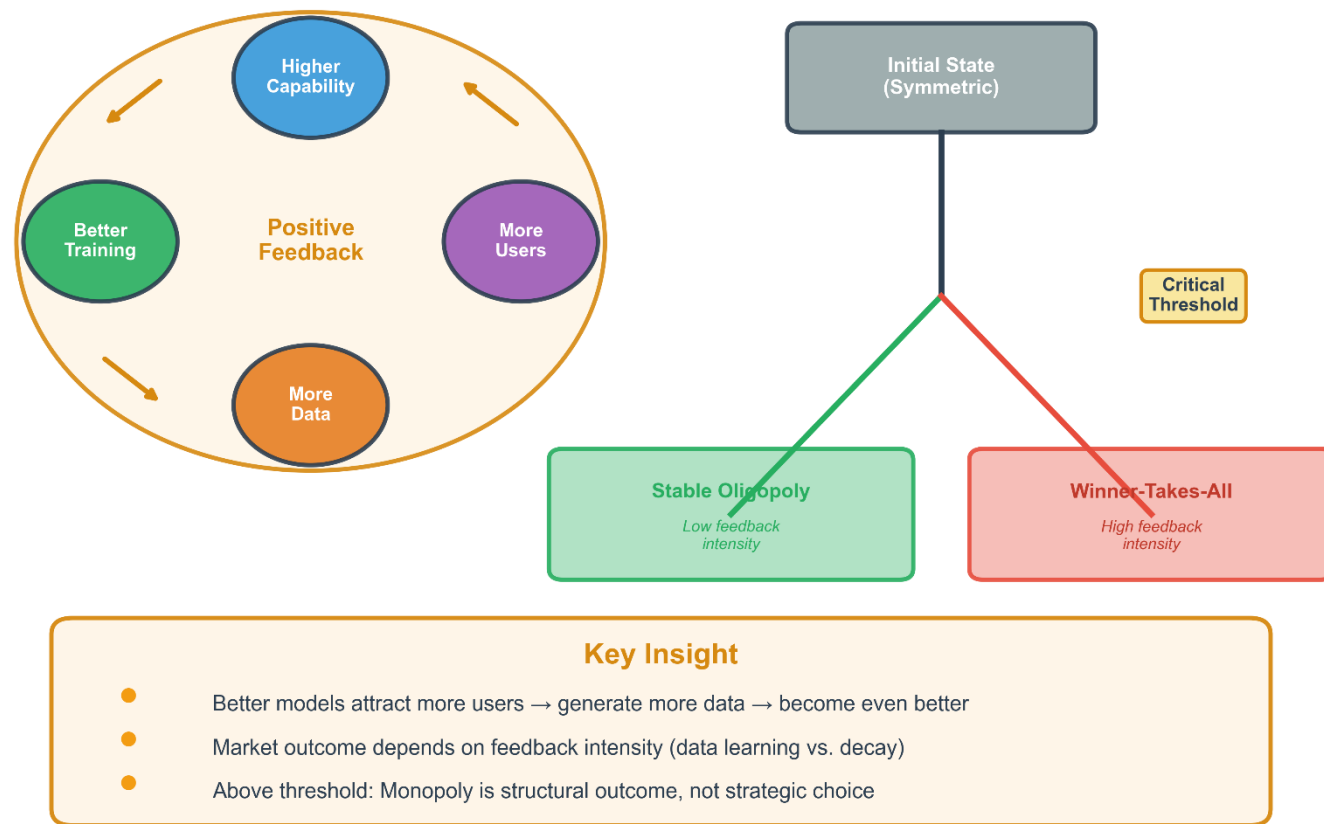 Higher
Capability
Better
Training
Positive
Feedback
More
Users
More
Data
Initial State
(Symmetric)
Critical
Threshold
Stable Oligopoly
Low feedback
intensity
Winner-Takes-All
High feedback
intensity
Key Insight
Better models attract more users → generate more data → become even better
Market outcome depends on feedback intensity (data learning vs. decay)
Above threshold: Monopoly is structural outcome, not strategic choice